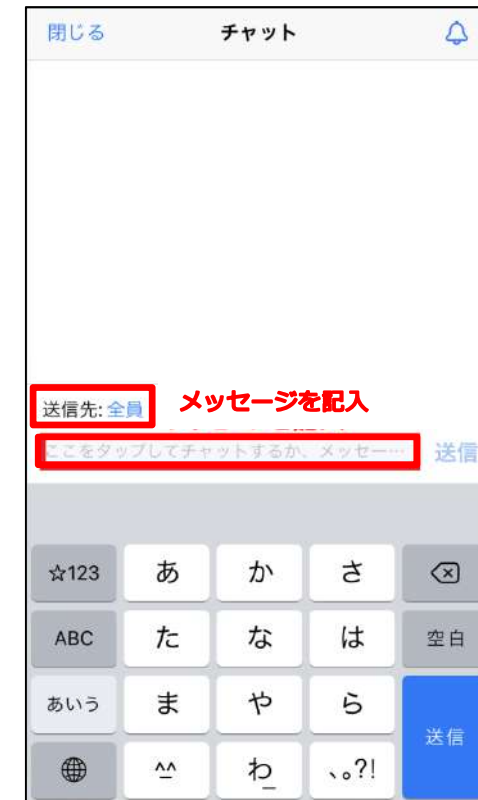 閉じる チャット
送信先: 全員 メッセージを記入
ここをタップしてチャットするか、メッセー… 送信
☆123 あ か さ
ABC た な は 空白
あいう ま や ら 送信
^^ わ 、。?!